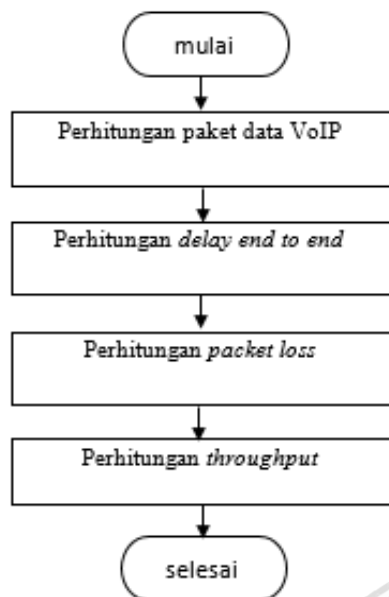 mulai
Perhitungan paket data VoIP
Perhitungan delay end to end
Perhitungan packet loss
Perhitungan throughput
selesai